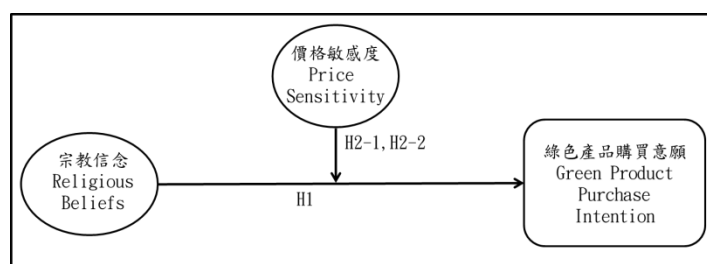 價格敏感度
Price
Sensitivity
H2-1,H2-2
宗教信念
Religious
Beliefs
H1
綠色產品購買意願
Green Product
Purchase
Intention